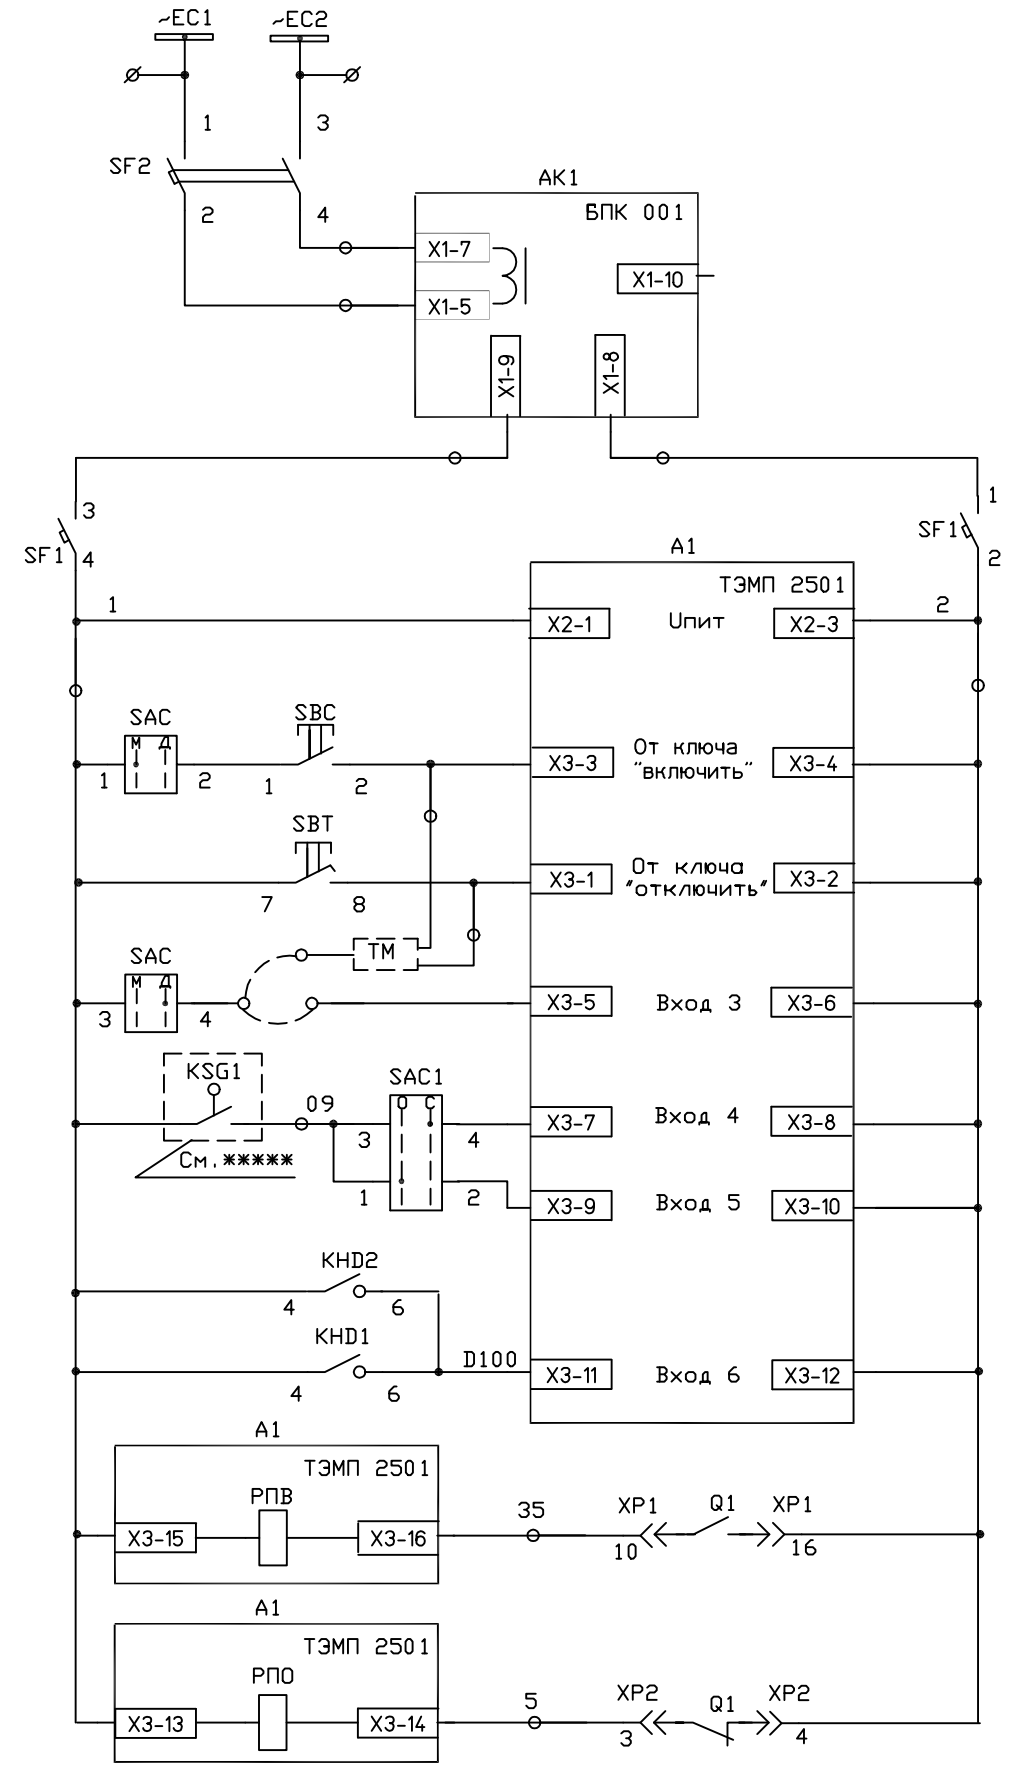 ~EC1 ~EC2
1 3
SF2
2 4
АК1
БПК 001
X1-7
X1-10
X1-5
X1-9 X1-8
3 1
SF1 4
SF1 2
А1
ТЭМП 2501
1 X2-1 Uпит X2-3 2
SAC SBC
М Д
1 2 1 2
X3-3 От ключа "включить" X3-4
SBT
7 8
X3-1 От ключа "отключить" X3-2
SAC ТМ
М Д
3 4
X3-5 Вход 3 X3-6
KSG1
09
SAC1
О С
3 4
X3-7 Вход 4 X3-8
См. *****
1 2
X3-9 Вход 5 X3-10
KHD2
4 6
KHD1
4 6
D100
X3-11 Вход 6 X3-12
А1
ТЭМП 2501
РПВ
X3-15 X3-16
35
XP1 Q1 XP1
10 16
А1
ТЭМП 2501
РПО
X3-13 X3-14
5
XP2 Q1 XP2
3 4